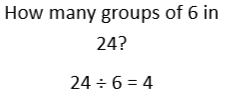 How many groups of 6 in
24?
24 ÷ 6 = 4